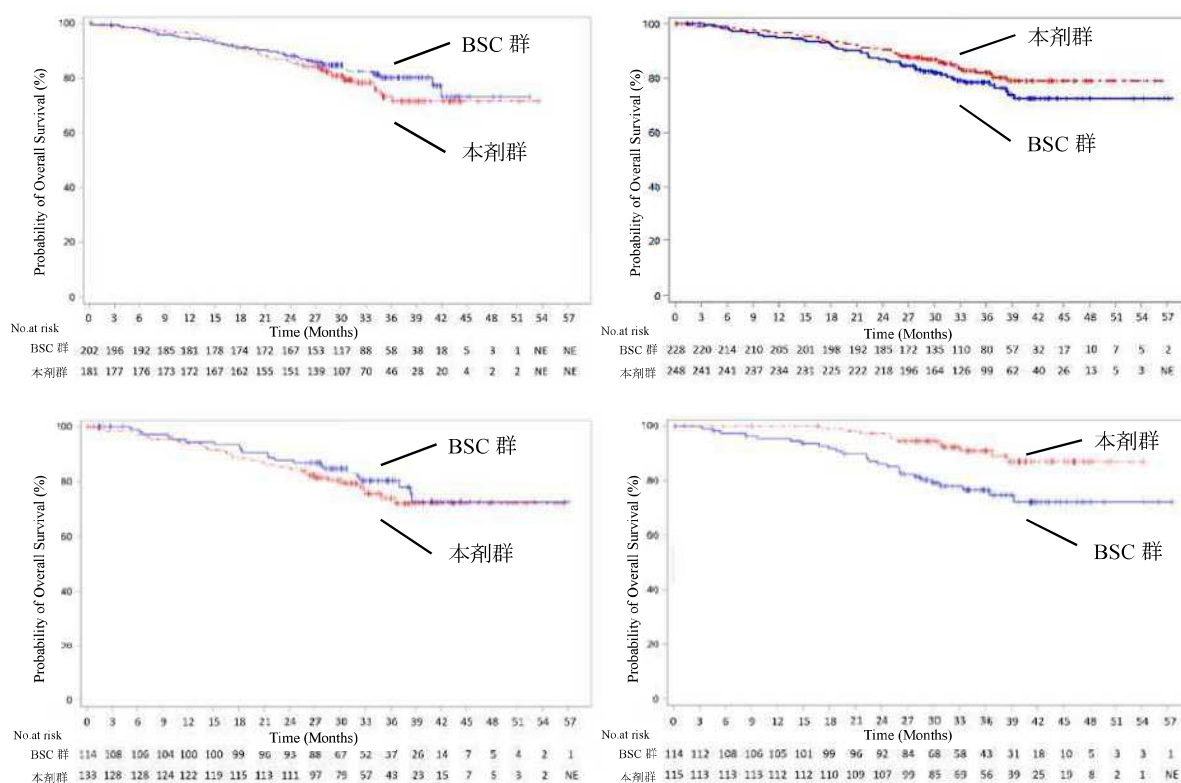 Probability of Overall Survival (%)
100
80
60
40
20
0
BSC 群
本剤群
0 3 6 9 12 15 18 21 24 27 30 33 36 39 42 45 48 51 54 57
Time (Months)
No.at risk
BSC 群 202 196 192 185 181 178 174 172 167 153 117 88 58 38 18 5 3 1 NE NE
本剤群 181 177 176 173 172 167 162 155 151 139 107 70 46 28 20 4 2 2 NE NE
Probability of Overall Survival (%)
100
80
60
40
20
0
本剤群
BSC 群
0 3 6 9 12 15 18 21 24 27 30 33 36 39 42 45 48 51 54 57
Time (Months)
No.at risk
BSC 群 228 220 214 210 205 201 198 192 185 172 135 110 80 57 32 17 10 7 5 2
本剤群 248 241 241 237 234 231 225 222 218 196 164 126 99 62 40 26 13 5 3 NE
Probability of Overall Survival (%)
100
80
60
40
20
0
BSC 群
本剤群
0 3 6 9 12 15 18 21 24 27 30 33 36 39 42 45 48 51 54 57
Time (Months)
No.at risk
BSC 群 114 108 106 104 100 100 99 96 93 88 67 52 37 26 14 7 5 4 2 1
本剤群 133 128 128 124 122 119 115 113 111 97 79 57 43 23 15 7 5 3 2 NE
Probability of Overall Survival (%)
100
80
60
40
20
0
本剤群
BSC 群
0 3 6 9 12 15 18 21 24 27 30 33 36 39 42 45 48 51 54 57
Time (Months)
No.at risk
BSC 群 114 112 108 106 105 101 99 96 92 84 68 58 43 31 18 10 5 3 3 1
本剤群 115 113 113 113 112 112 110 109 107 99 85 69 56 39 25 19 8 2 1 NE